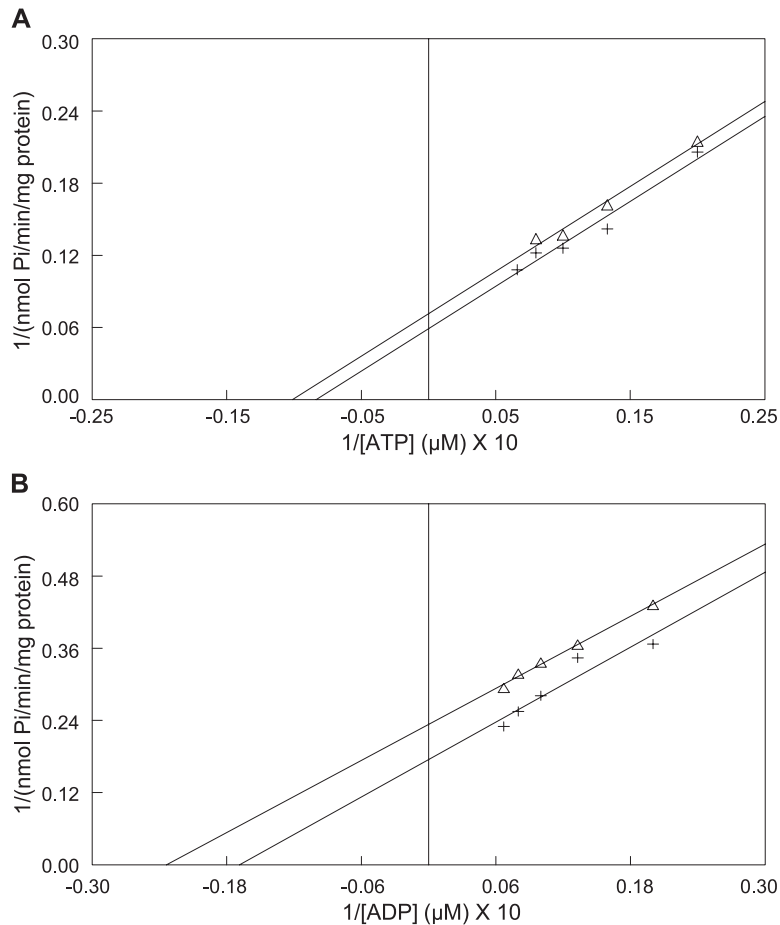 A
0.30
0.24
0.18
0.12
0.06
0.00
1/(nmol Pi/min/mg protein)
-0.25 -0.15 -0.05 0.05 0.15 0.25
1/[ATP] (µM) X 10
B
0.60
0.48
0.36
0.24
0.12
0.00
1/(nmol Pi/min/mg protein)
-0.30 -0.18 -0.06 0.06 0.18 0.30
1/[ADP] (µM) X 10